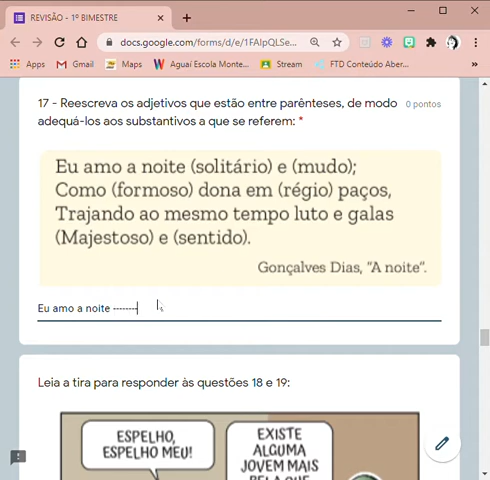 REVISÃO - 1º BIMESTRE
docs.google.com/forms/d/e/1FAIpQLSe...
Apps
Gmail
Maps
Aguaí Escola Monte...
Stream
FTD Conteúdo Aber...
17 - Reescreva os adjetivos que estão entre parênteses, de modo
0 pontos
adequá-los aos substantivos a que se referem: *
Eu amo a noite (solitário) e (mudo);
Como (formoso) dona em (régio) paços,
Trajando ao mesmo tempo luto e galas
(Majestoso) e (sentido).
Gonçalves Dias, "A noite".
Eu amo a noite -------
Leia a tira para responder às questões 18 e 19:
ESPELHO,
ESPELHO MEU!
EXISTE
ALGUMA
JOVEM MAIS
BELA QUE